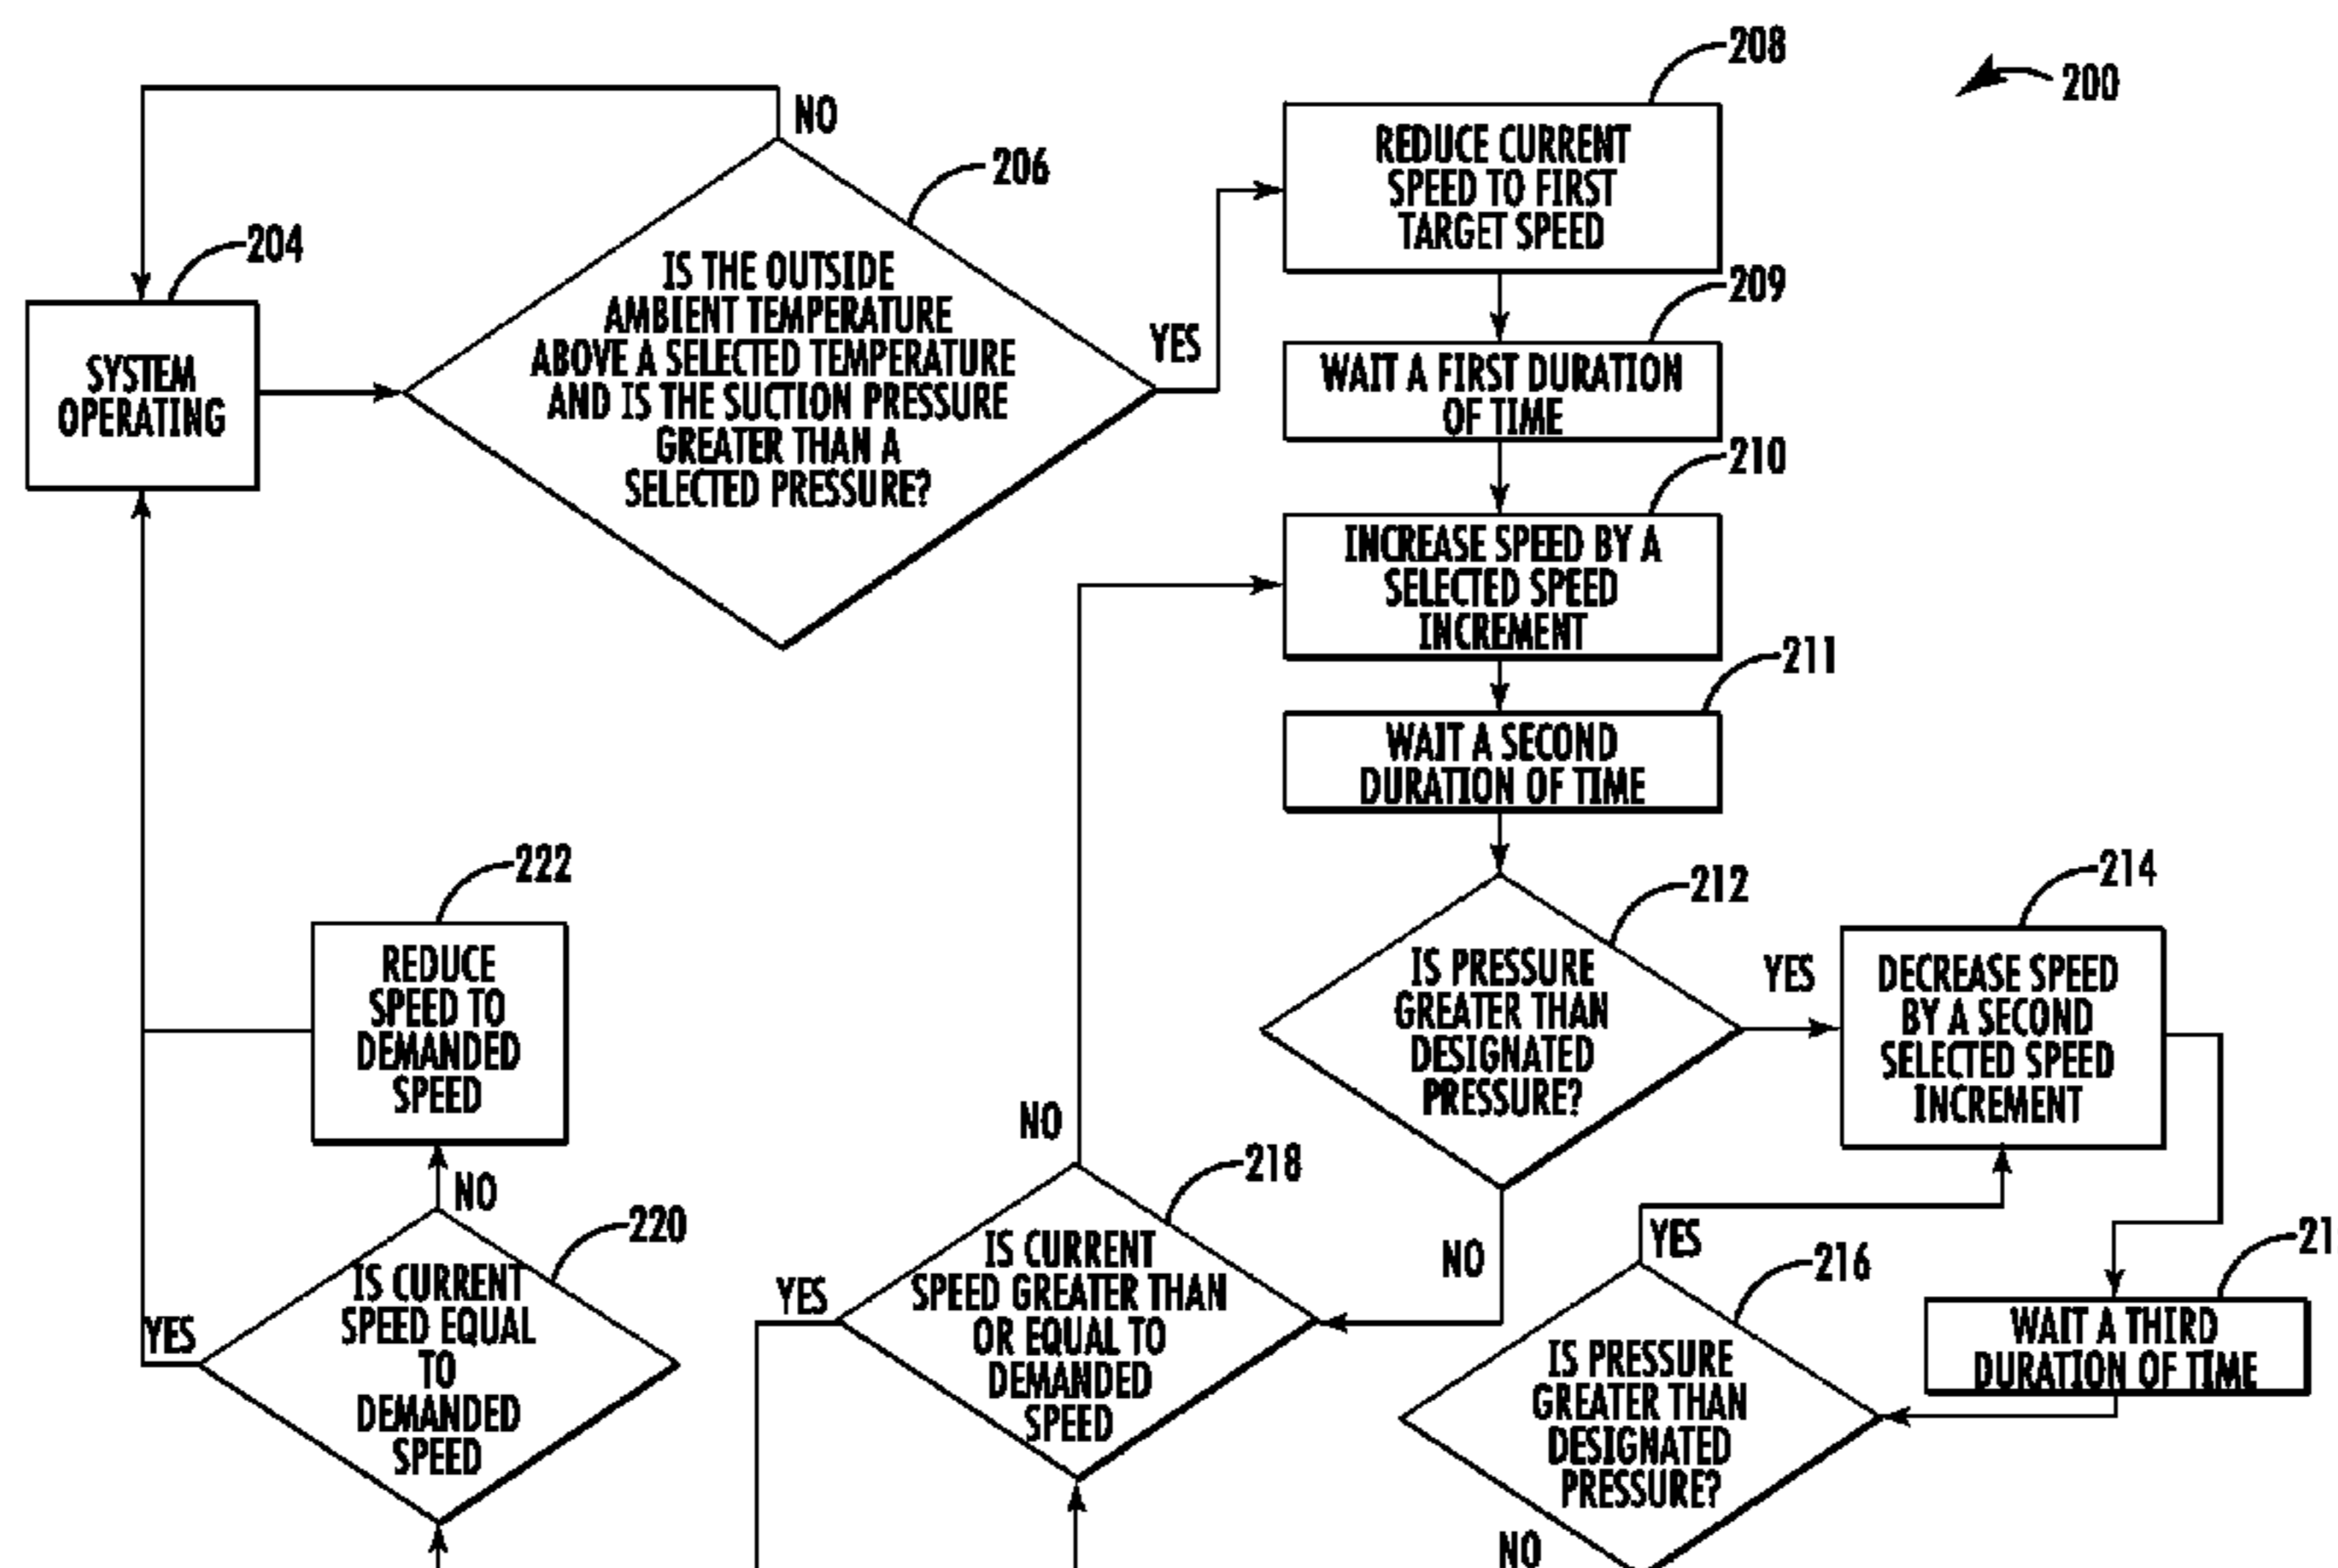 200
204
SYSTEM
OPERATING
NO
206
IS THE OUTSIDE
AMBIENT TEMPERATURE
ABOVE A SELECTED TEMPERATURE
AND IS THE SUCTION PRESSURE
GREATER THAN A
SELECTED PRESSURE?
YES
208
REDUCE CURRENT
SPEED TO FIRST
TARGET SPEED
209
WAIT A FIRST DURATION
OF TIME
210
INCREASE SPEED BY A
SELECTED SPEED
INCREMENT
211
WAIT A SECOND
DURATION OF TIME
212
IS PRESSURE
GREATER THAN
DESIGNATED
PRESSURE?
YES
NO
214
DECREASE SPEED
BY A SECOND
SELECTED SPEED
INCREMENT
21
WAIT A THIRD
DURATION OF TIME
216
YES
IS PRESSURE
GREATER THAN
DESIGNATED
PRESSURE?
NO
218
NO
IS CURRENT
SPEED GREATER THAN
OR EQUAL TO
DEMANDED
SPEED
YES
222
REDUCE
SPEED TO
DEMANDED
SPEED
NO
220
IS CURRENT
SPEED EQUAL
TO
DEMANDED
SPEED
YES